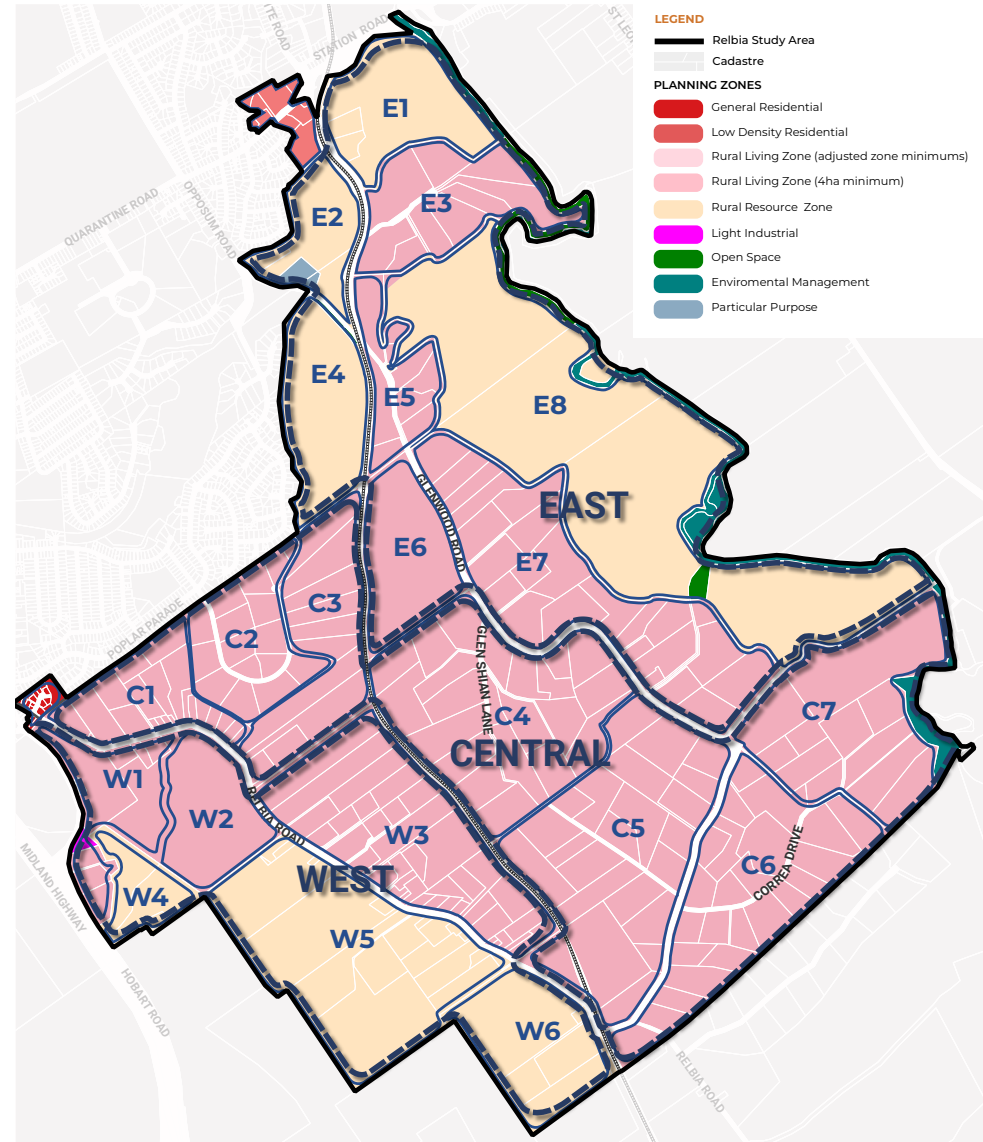 LEGEND
Relbia Study Area
Cadastre
PLANNING ZONES
General Residential
Low Density Residential
Rural Living Zone (adjusted zone minimums)
Rural Living Zone (4ha minimum)
Rural Resource Zone
Light Industrial
Open Space
Enviromental Management
Particular Purpose
STATION ROAD
QUARANTINE ROAD
OPPOSUM ROAD
POPLAR PARADE
MIDLAND HIGHWAY
HOBART ROAD
RELBIA ROAD
RELBIA ROAD
GLENWOOD ROAD
GLEN SHIAN LANE
CORREA DRIVE
E1
E2
E3
E4
E5
E8
EAST
E6
E7
C3
C2
C1
C4
CENTRAL
C7
C5
C6
W1
W2
W3
WEST
W4
W5
W6